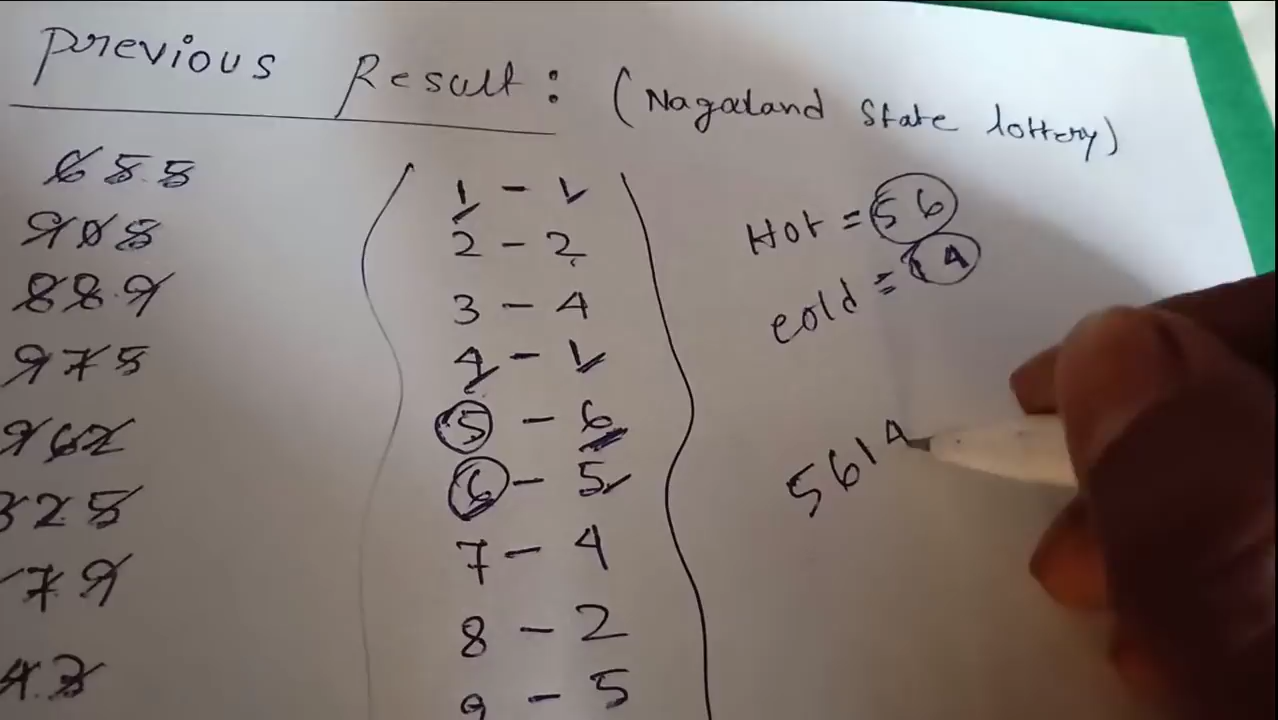 Previous Result: (Nagaland State lottery)
655
908
889
975
962
325
79
43
1 - 1
2 - 2
3 - 4
4 - 1
5 - 6
6 - 5
7 - 4
8 - 2
9 - 5
Hot = 56
cold = 14
5614